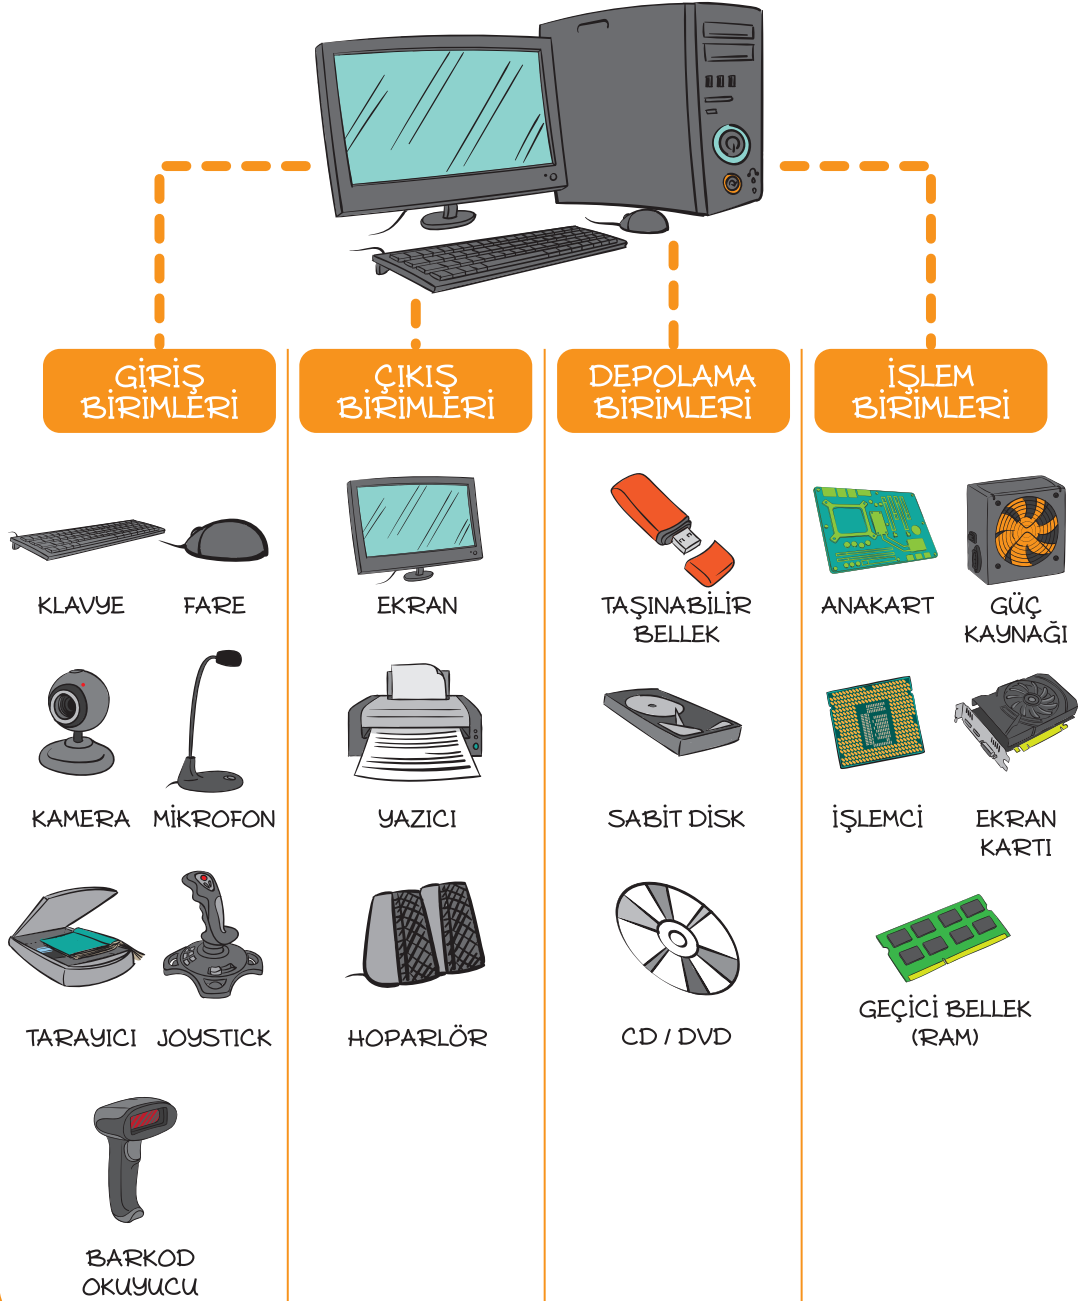 GİRİŞ
BİRİMLERİ
ÇIKIŞ
BİRİMLERİ
DEPOLAMA
BİRİMLERİ
İŞLEM
BİRİMLERİ
KLAVYE
FARE
KAMERA
MİKROFON
TARAYICI
JOYSTICK
BARKOD
OKUYUCU
EKRAN
YAZICI
HOPARLÖR
TAŞINABİLİR
BELLEK
SABİT DİSK
CD / DVD
ANAKART
GÜÇ
KAYNAĞI
İŞLEMCİ
EKRAN
KARTI
GEÇİCİ BELLEK
(RAM)